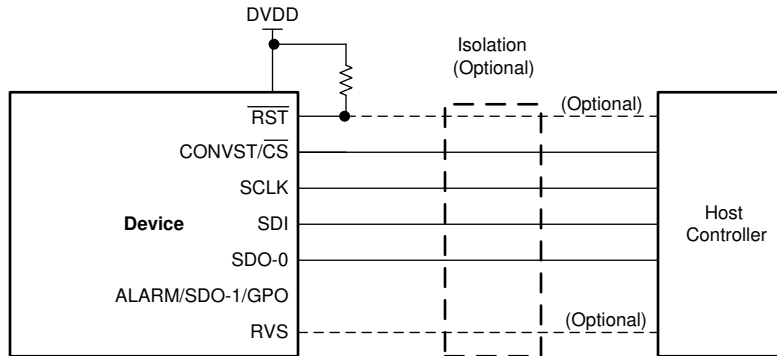 DVDD
Isolation
(Optional)
(Optional)
RST
CONVST/CS
SCLK
Device
SDI
Host
Controller
SDO-0
ALARM/SDO-1/GPO
(Optional)
RVS